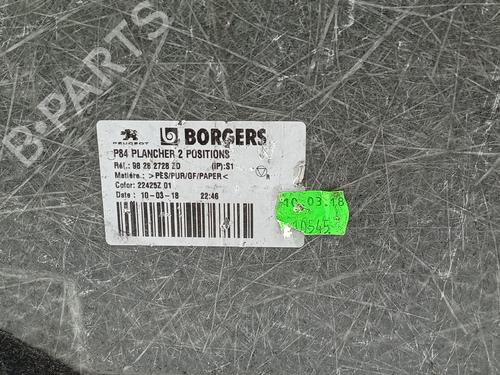 B-PARTS
PEUGEOT BORGERS
P84 PLANCHER 2 POSITIONS
Réf.: 98 28 2728 ZD (IP):S1
Matière.: >PES/PUR/GF/PAPER<
Color: 22425Z 01
Date : 10-03-18 22:46
10 03.18
10545